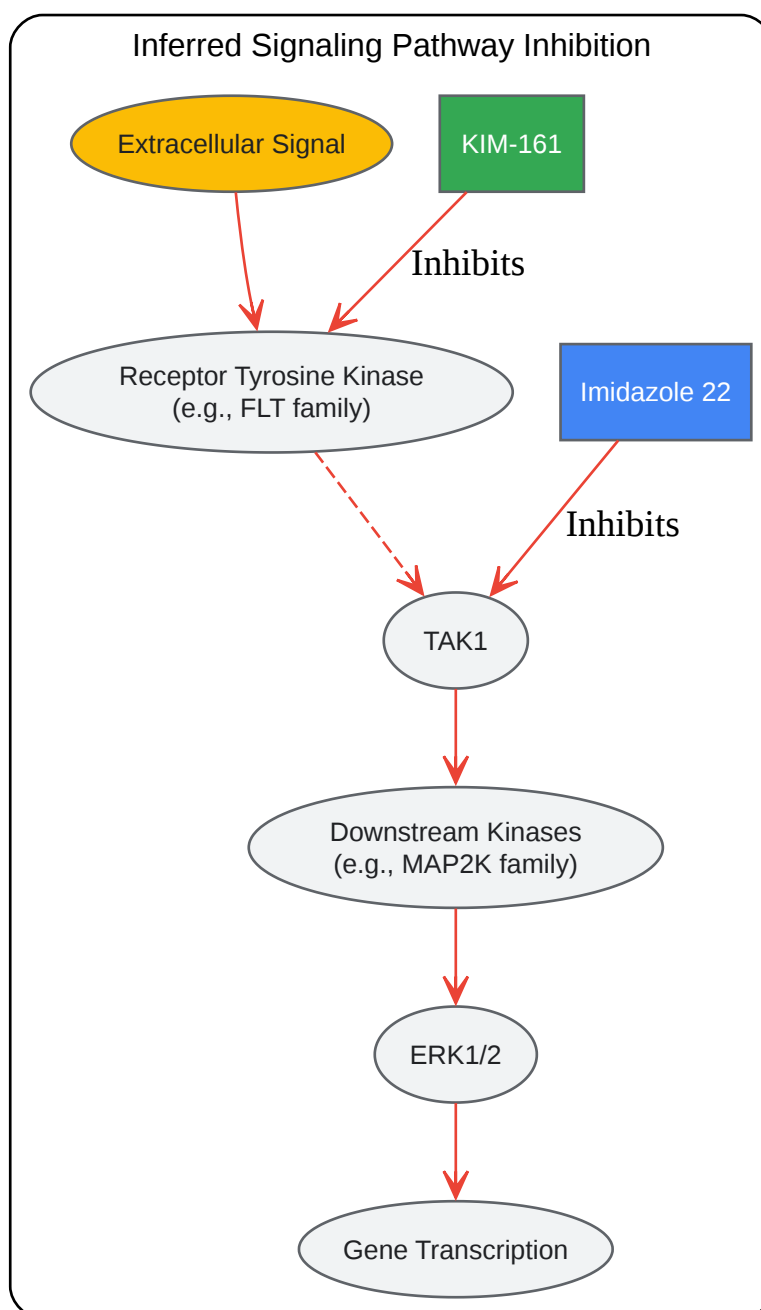 Inferred Signaling Pathway Inhibition
Extracellular Signal
KIM-161
Inhibits
Receptor Tyrosine Kinase
(e.g., FLT family)
Imidazole 22
Inhibits
TAK1
Downstream Kinases
(e.g., MAP2K family)
ERK1/2
Gene Transcription